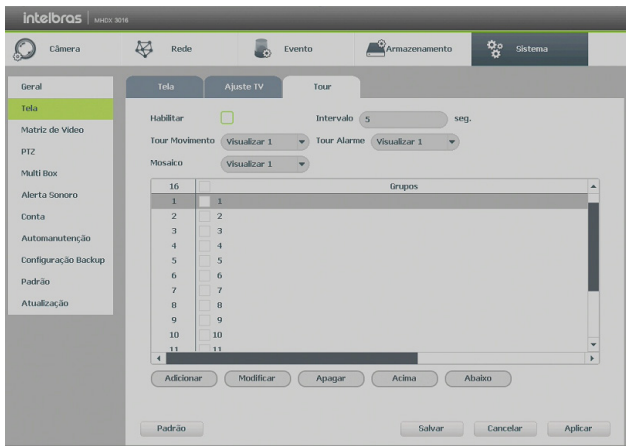 intelbras | MHDX 3016
Câmera Rede Evento Armazenamento Sistema
Geral
Tela
Matriz de Vídeo
PTZ
Multi Box
Alerta Sonoro
Conta
Automanutenção
Configuração Backup
Padrão
Atualização
Tela Ajuste TV Tour
Habilitar Intervalo 5 seg.
Tour Movimento Visualizar 1 Tour Alarme Visualizar 1
Mosaico Visualizar 1
16 Grupos
1 1
2 2
3 3
4 4
5 5
6 6
7 7
8 8
9 9
10 10
11 11
Adicionar Modificar Apagar Acima Abaixo
Padrão Salvar Cancelar Aplicar